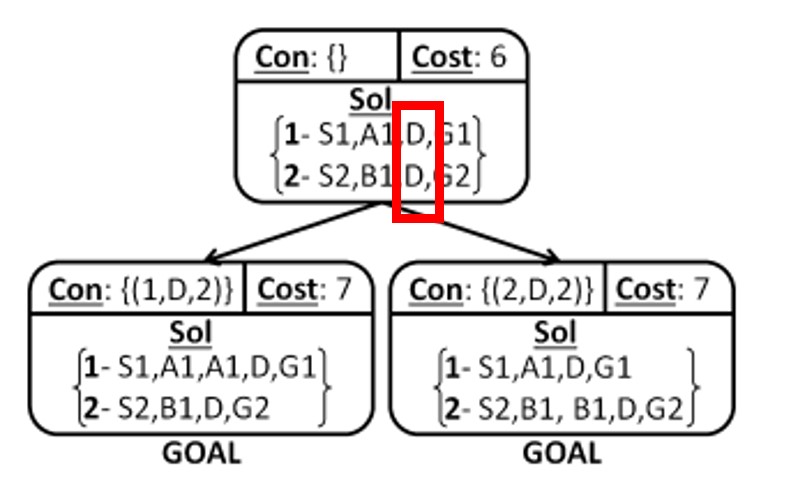 Con: {} Cost: 6
Sol
1- S1,A1,D,G1
2- S2,B1,D,G2
Con: {(1,D,2)} Cost: 7
Sol
1- S1,A1,A1,D,G1
2- S2,B1,D,G2
GOAL
Con: {(2,D,2)} Cost: 7
Sol
1- S1,A1,D,G1
2- S2,B1, B1,D,G2
GOAL